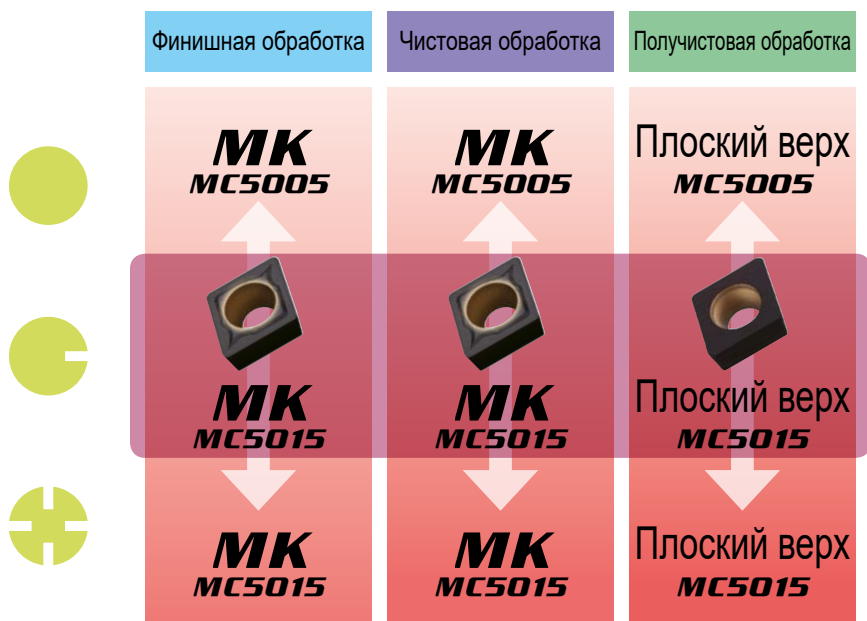 Финишная обработка
Чистовая обработка
Получистовая обработка
MK
MC5005
MK
MC5005
Плоский верх
MC5005
MK
MC5015
MK
MC5015
Плоский верх
MC5015
MK
MC5015
MK
MC5015
Плоский верх
MC5015